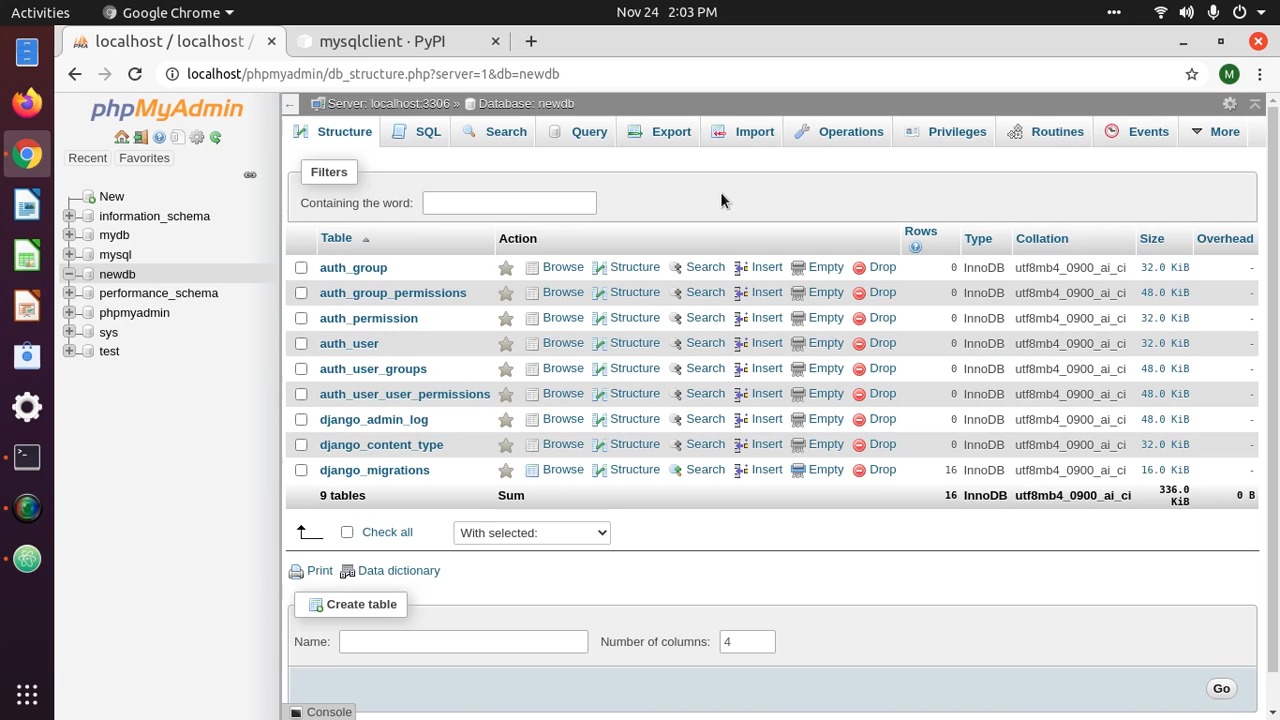 Activities Google Chrome Nov 24 2:03 PM
localhost / localhost / mysqlclient · PyPI
localhost/phpmyadmin/db_structure.php?server=1&db=newdb M
phpMyAdmin
Recent Favorites
New
information_schema
mydb
mysql
newdb
performance_schema
phpmyadmin
sys
test
Server: localhost:3306 » Database: newdb
Structure SQL Search Query Export Import Operations Privileges Routines Events More
Filters
Containing the word:
Table Action Rows Type Collation Size Overhead
auth_group Browse Structure Search Insert Empty Drop 0 InnoDB utf8mb4_0900_ai_ci 32.0 KiB -
auth_group_permissions Browse Structure Search Insert Empty Drop 0 InnoDB utf8mb4_0900_ai_ci 48.0 KiB -
auth_permission Browse Structure Search Insert Empty Drop 0 InnoDB utf8mb4_0900_ai_ci 32.0 KiB -
auth_user Browse Structure Search Insert Empty Drop 0 InnoDB utf8mb4_0900_ai_ci 32.0 KiB -
auth_user_groups Browse Structure Search Insert Empty Drop 0 InnoDB utf8mb4_0900_ai_ci 48.0 KiB -
auth_user_user_permissions Browse Structure Search Insert Empty Drop 0 InnoDB utf8mb4_0900_ai_ci 48.0 KiB -
django_admin_log Browse Structure Search Insert Empty Drop 0 InnoDB utf8mb4_0900_ai_ci 48.0 KiB -
django_content_type Browse Structure Search Insert Empty Drop 0 InnoDB utf8mb4_0900_ai_ci 32.0 KiB -
django_migrations Browse Structure Search Insert Empty Drop 16 InnoDB utf8mb4_0900_ai_ci 16.0 KiB -
9 tables Sum 16 InnoDB utf8mb4_0900_ai_ci 336.0 KiB 0 B
Check all With selected:
Print Data dictionary
Create table
Name: Number of columns: 4
Go
Console